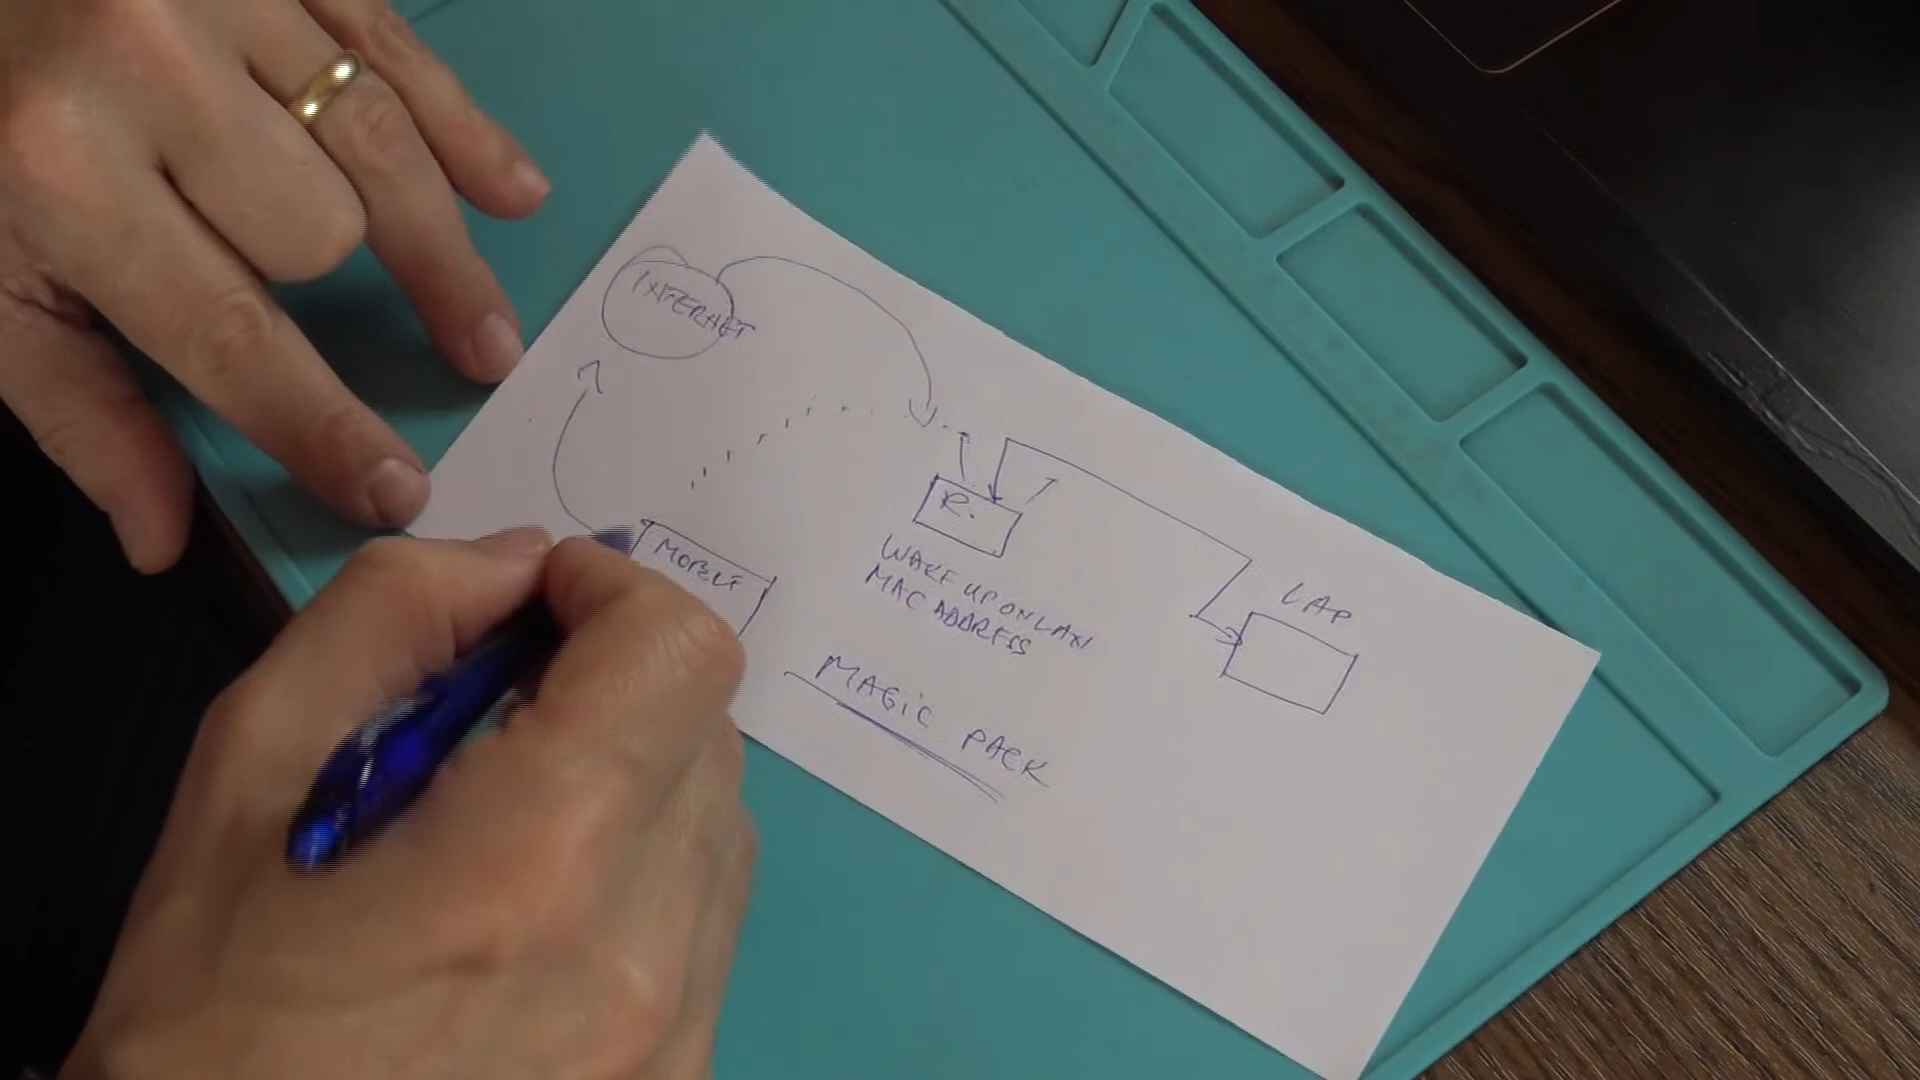 INTERNET
R.
MOBILE
WAKE UP ON LAN
MAC ADDRESS
LAP
MAGIC PACK